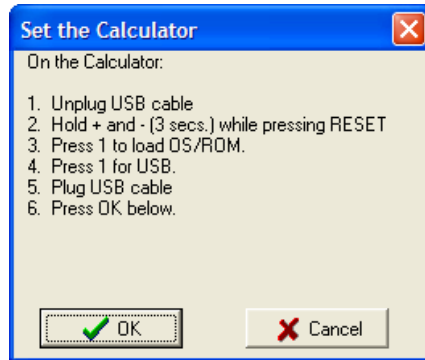 Set the Calculator
On the Calculator:
1. Unplug USB cable
2. Hold + and - (3 secs.) while pressing RESET
3. Press 1 to load OS/ROM.
4. Press 1 for USB.
5. Plug USB cable
6. Press OK below.
OK
Cancel